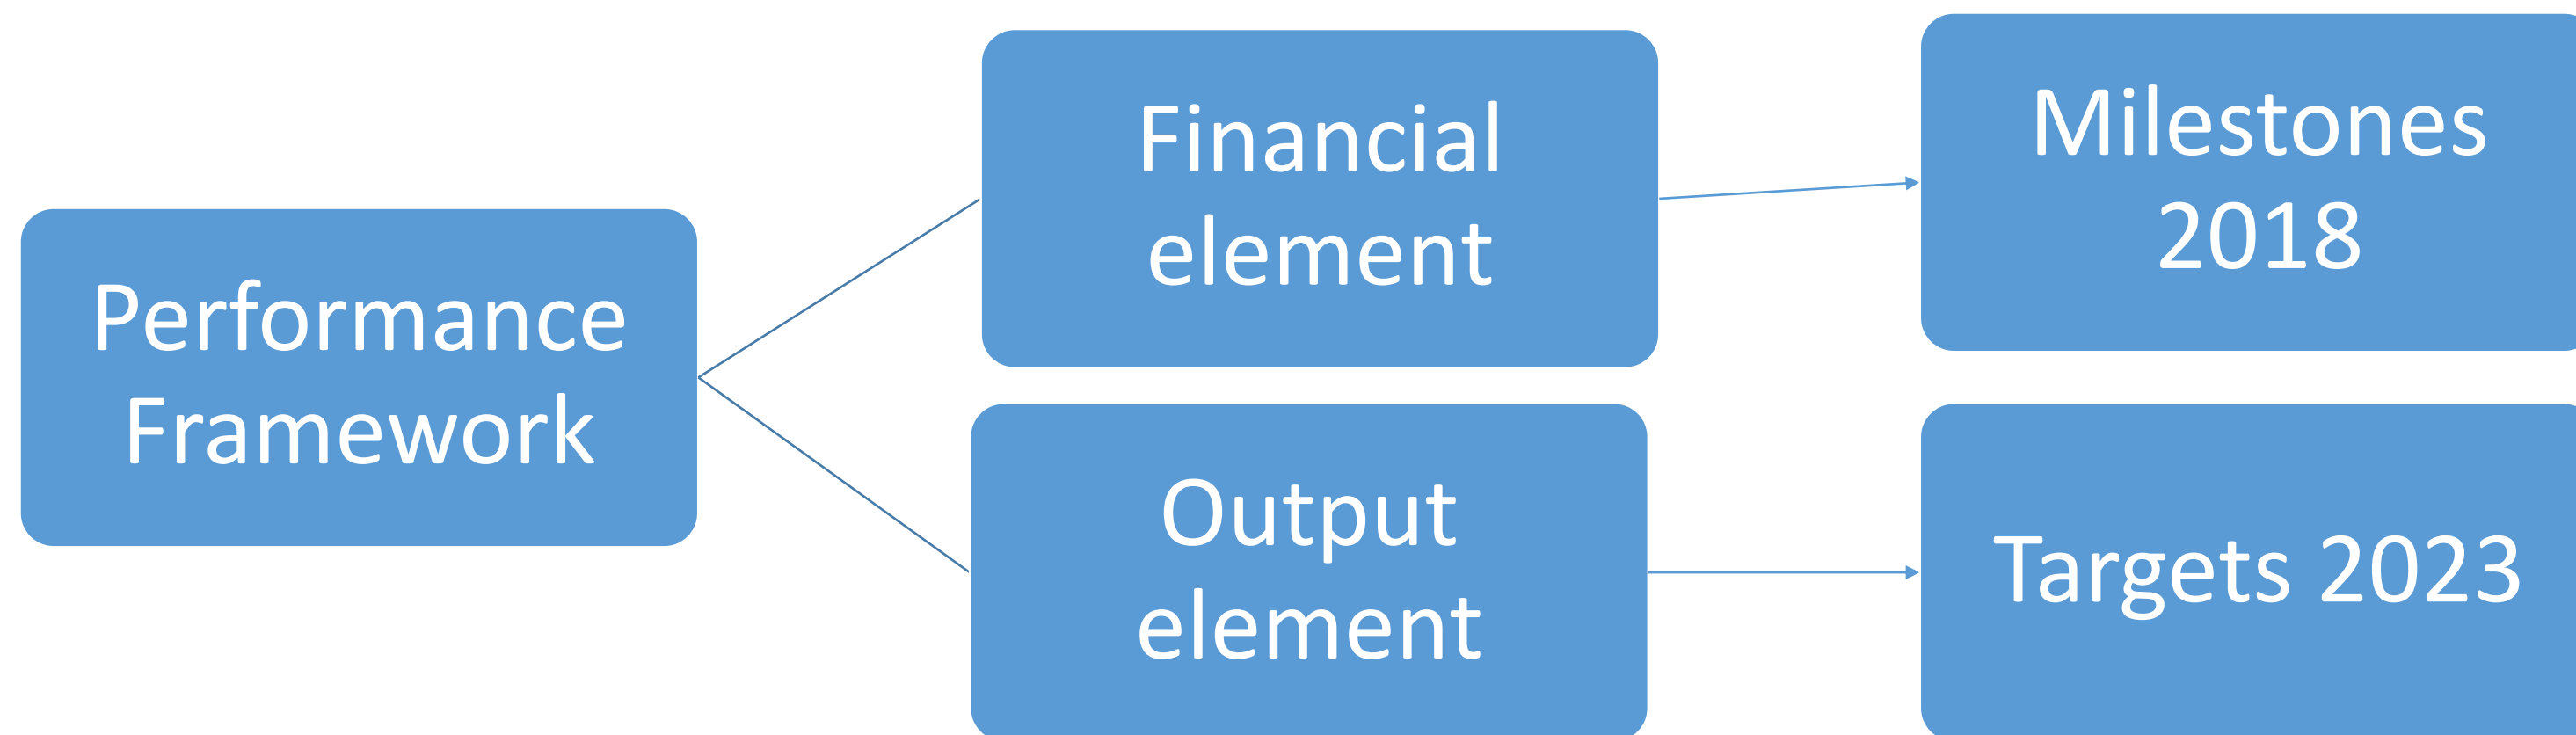 Performance
Framework
Financial
element
Output
element
Milestones
2018
Targets 2023